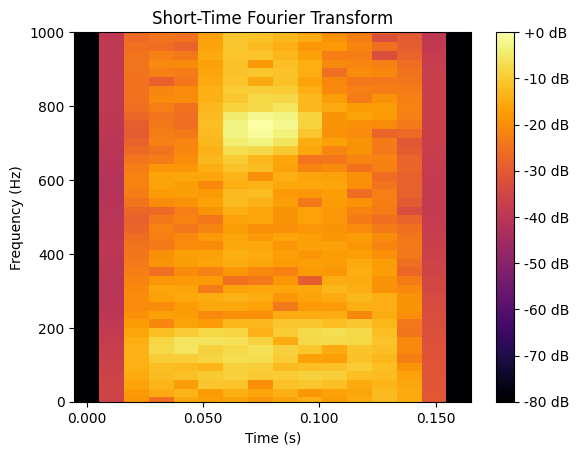 Short-Time Fourier Transform
1000
800
600
400
200
0
Frequency (Hz)
0.000
0.050
0.100
0.150
Time (s)
+0 dB
-10 dB
-20 dB
-30 dB
-40 dB
-50 dB
-60 dB
-70 dB
-80 dB